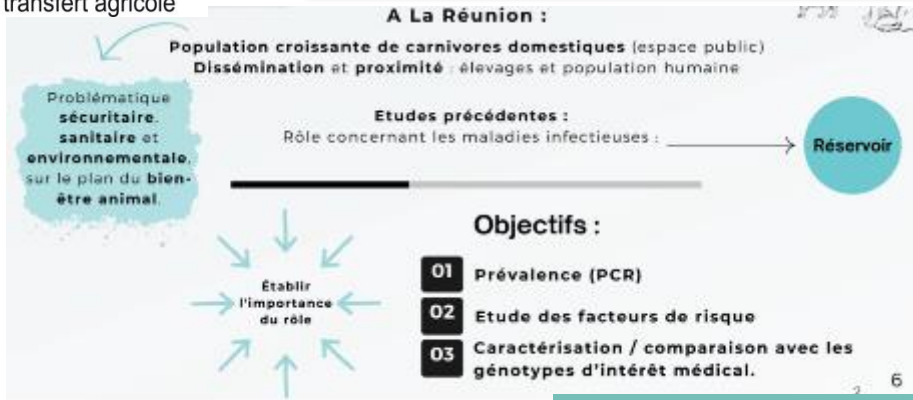 transfert agricole
A La Réunion :
Population croissante de carnivores domestiques (espace public)
Dissémination et proximité : élevages et population humaine
Problématique
sécuritaire,
sanitaire et
environnementale,
sur le plan du bien-
être animal.
Etudes précédentes :
Rôle concernant les maladies infectieuses :
Réservoir
Établir
l'importance
du rôle
Objectifs :
01 Prévalence (PCR)
02 Etude des facteurs de risque
03 Caractérisation / comparaison avec les
génotypes d'intérêt médical.
6